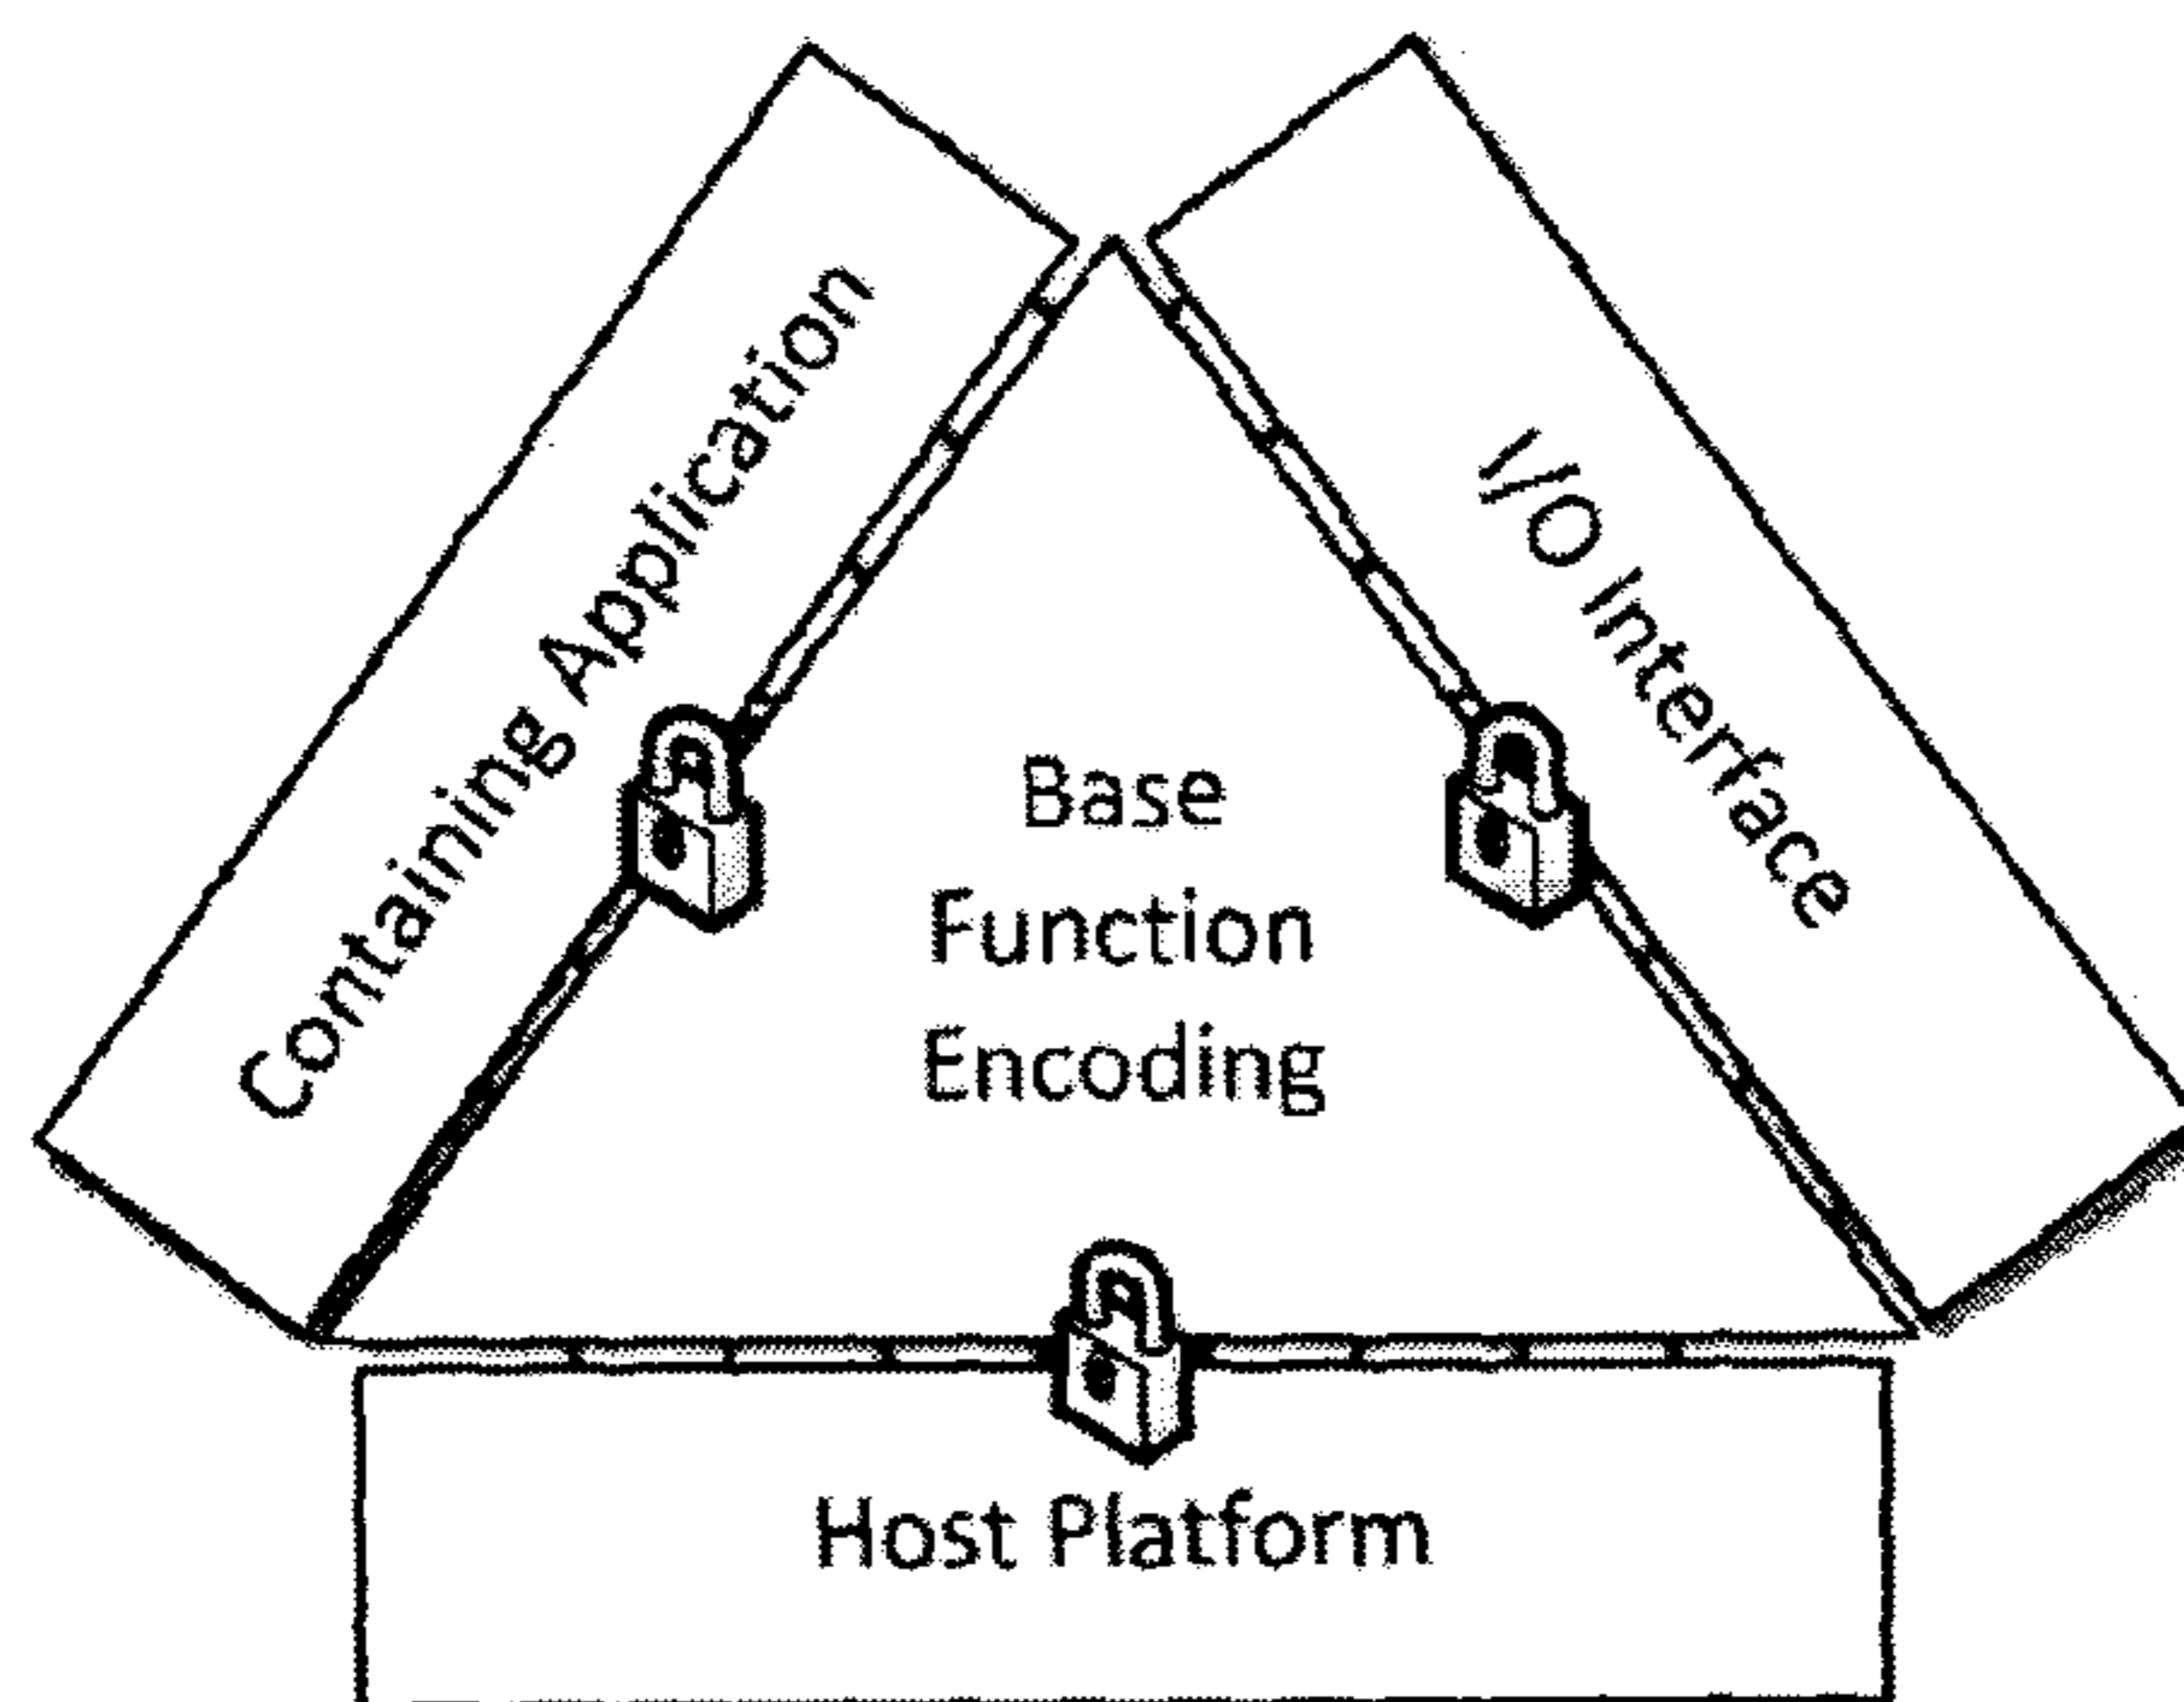 Containing Application
I/O Interface
Base
Function
Encoding
Host Platform